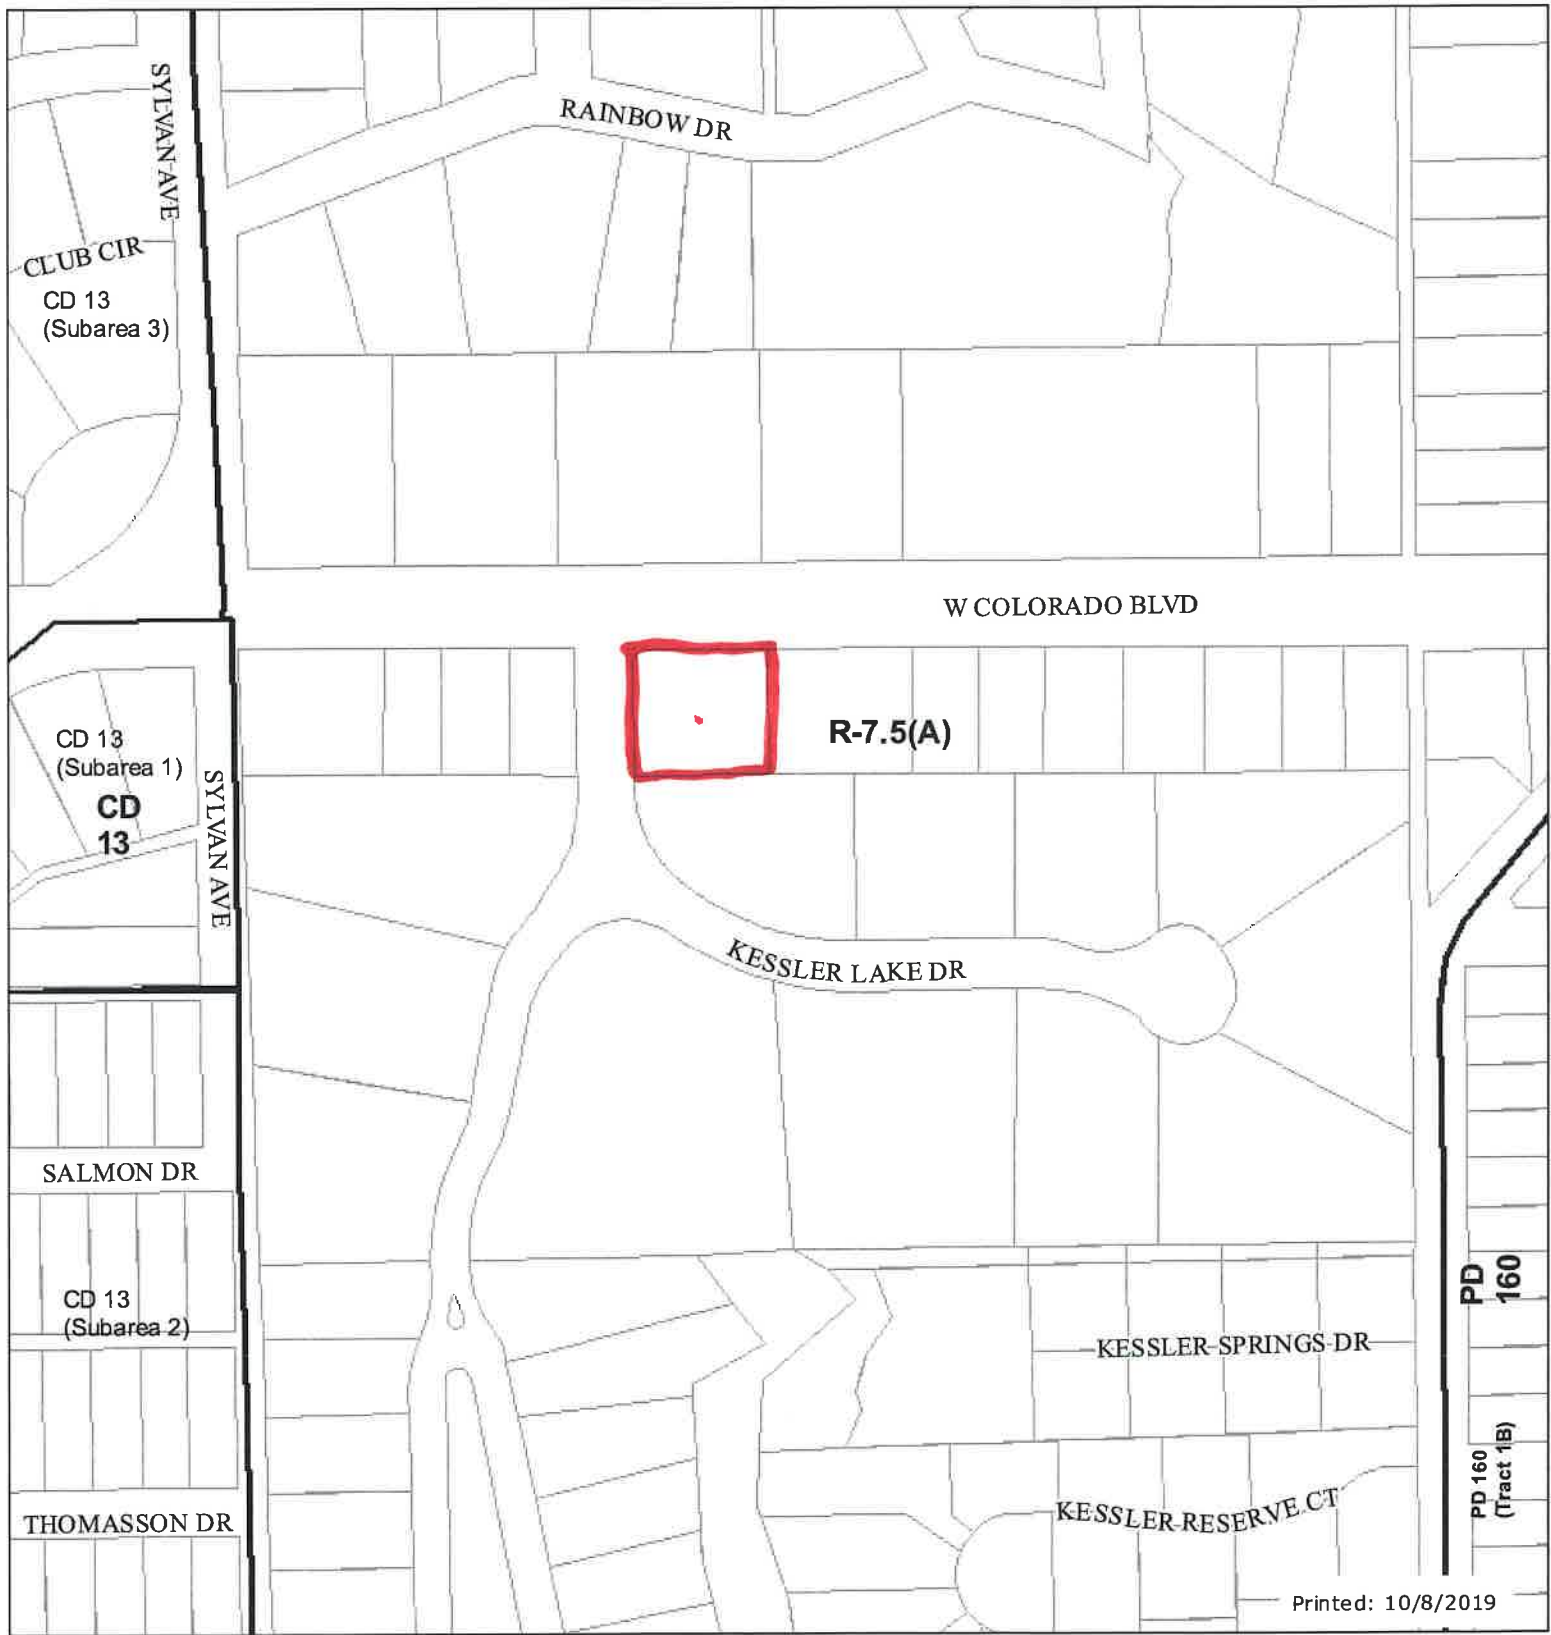 SYLVAN AVE
RAINBOW DR
CLUB CIR
CD 13
(Subarea 3)
W COLORADO BLVD
R-7.5(A)
CD 13
(Subarea 1)
CD
13
SYLVAN AVE
KESSLER LAKE DR
SALMON DR
CD 13
(Subarea 2)
PD
160
KESSLER SPRINGS DR
PD 160
(Tract 1B)
KESSLER RESERVE CT
THOMASSON DR
Printed: 10/8/2019